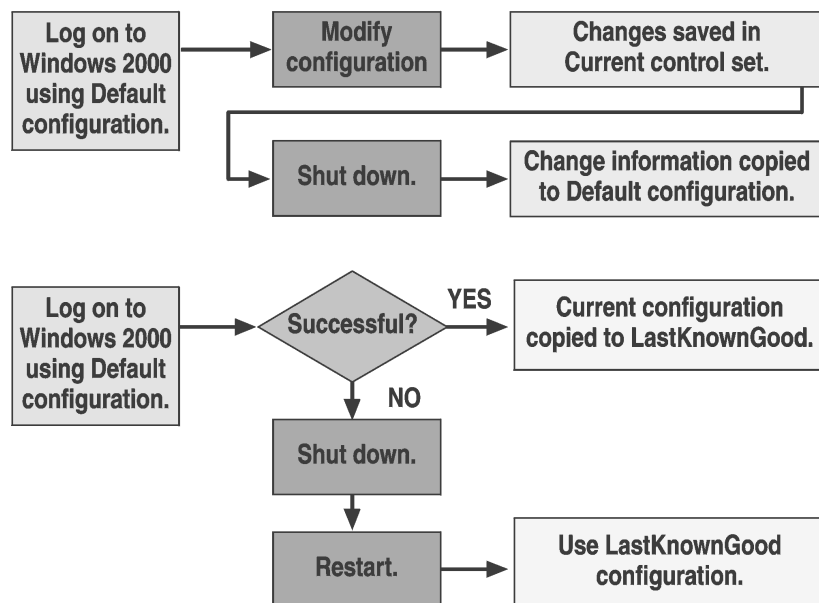 Log on to
Windows 2000
using Default
configuration.
Modify
configuration
Changes saved in
Current control set.
Shut down.
Change information copied
to Default configuration.
Log on to
Windows 2000
using Default
configuration.
Successful?
YES
Current configuration
copied to LastKnownGood.
NO
Shut down.
Restart.
Use LastKnownGood
configuration.